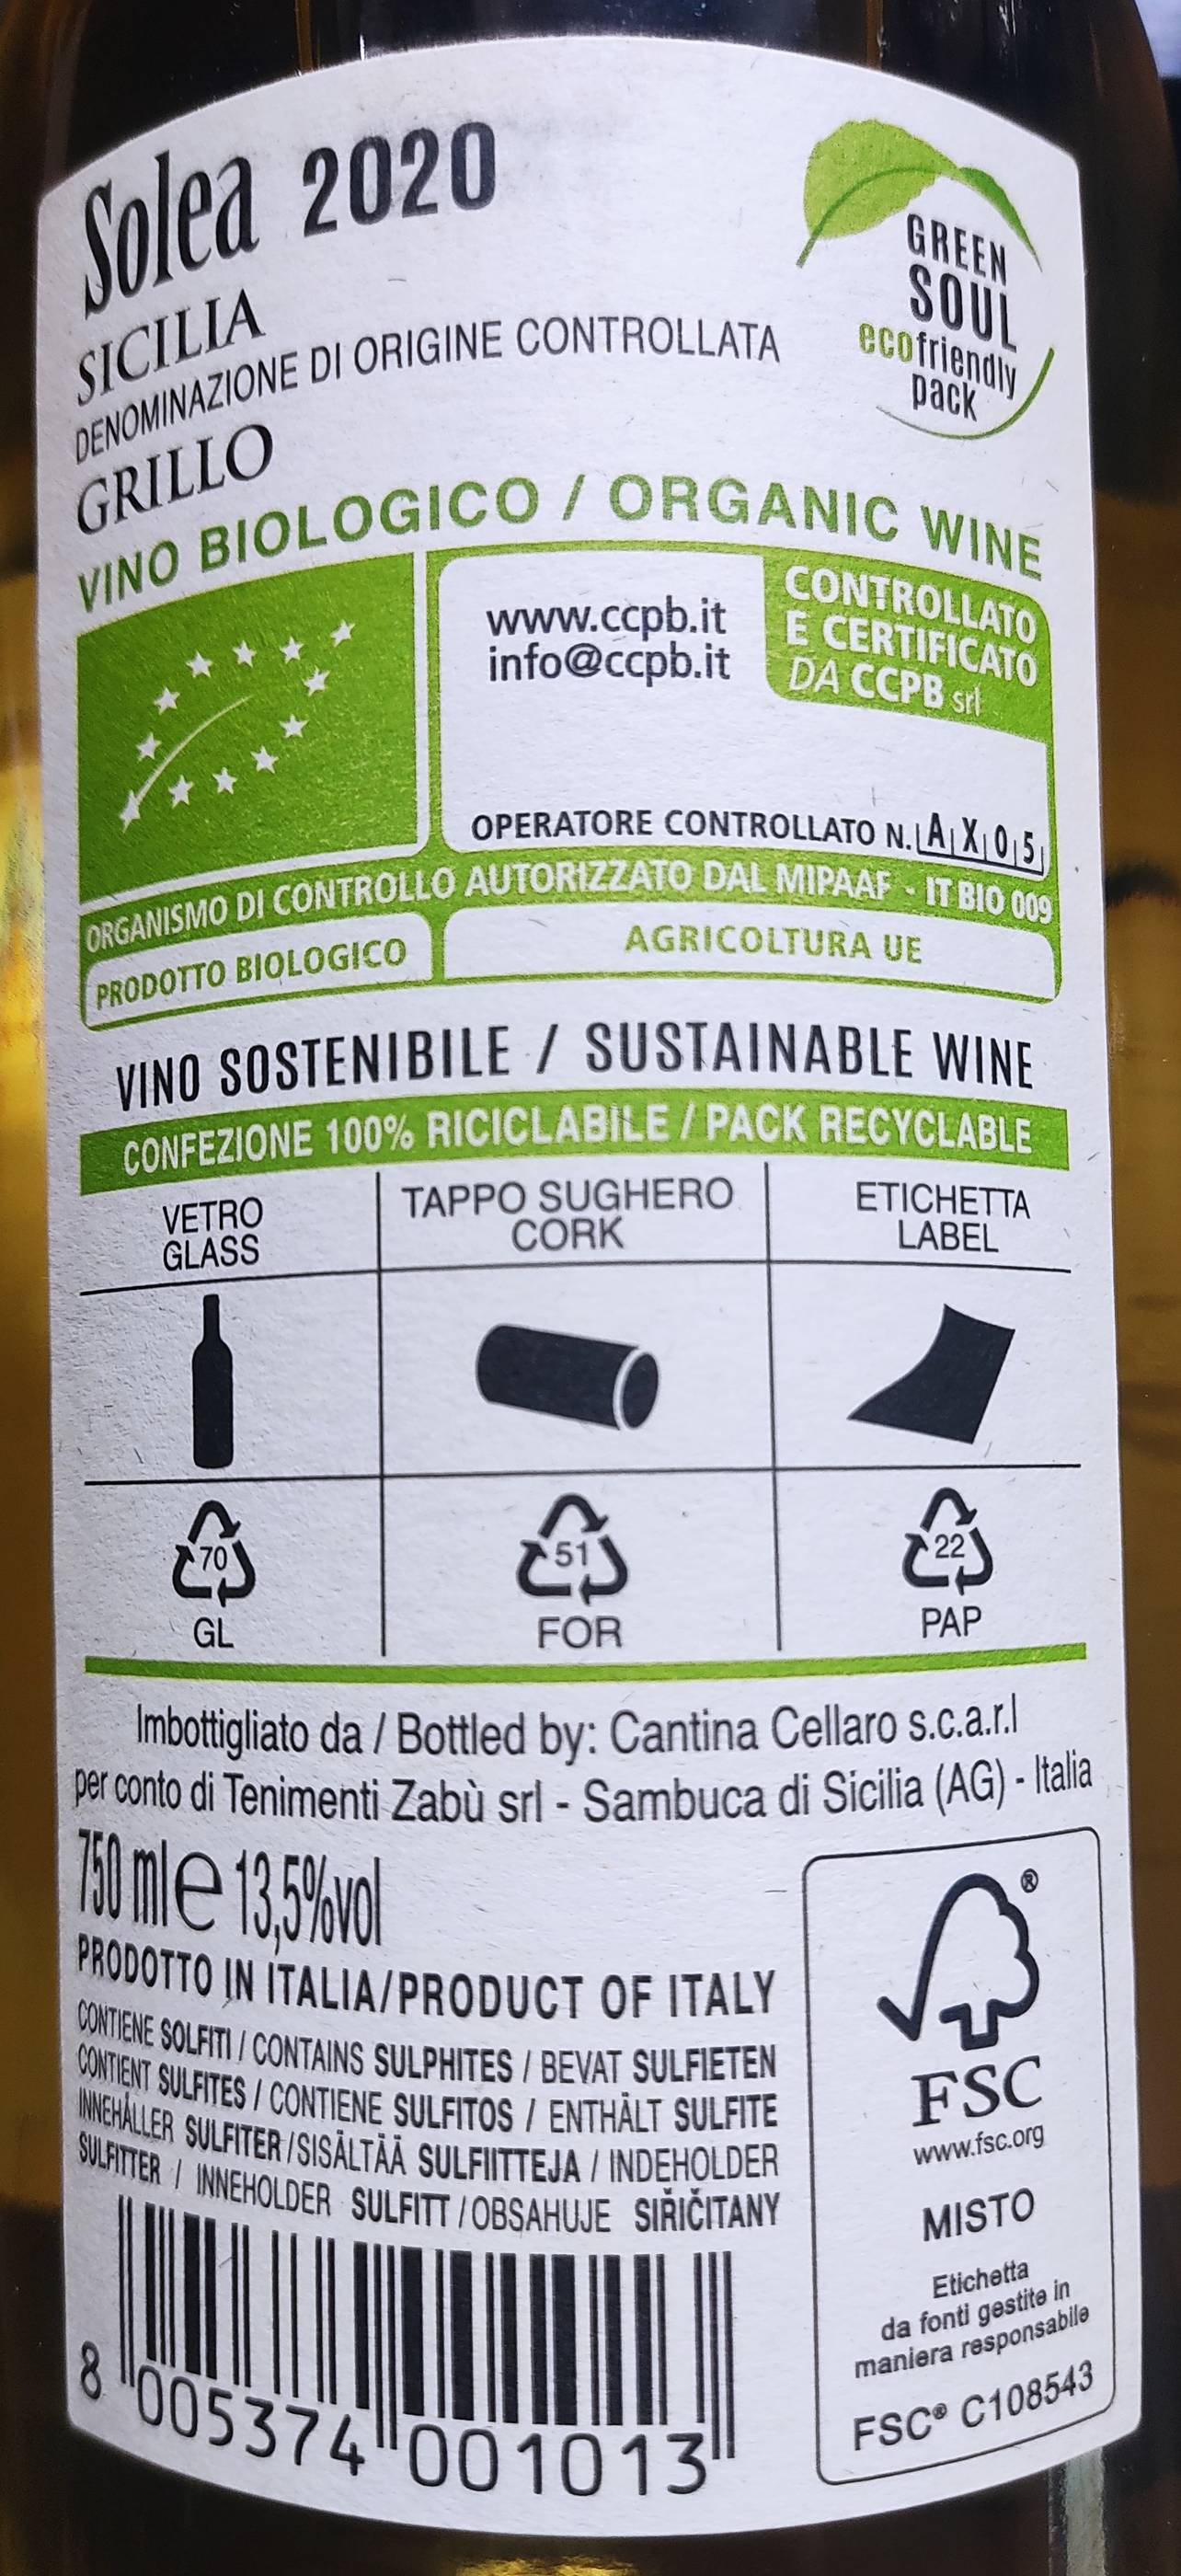 Solea 2020
SICILIA
DENOMINAZIONE DI ORIGINE CONTROLLATA
GRILLO
GREEN
SOUL
ecofriendly
pack
VINO BIOLOGICO / ORGANIC WINE
www.ccpb.it
info@ccpb.it
CONTROLLATO
E CERTIFICATO
DA CCPB srl
OPERATORE CONTROLLATO N. AX05
ORGANISMO DI CONTROLLO AUTORIZZATO DAL MIPAAF - IT BIO 009
PRODOTTO BIOLOGICO
AGRICOLTURA UE
VINO SOSTENIBILE / SUSTAINABLE WINE
CONFEZIONE 100% RICICLABILE / PACK RECYCLABLE
VETRO
GLASS
TAPPO SUGHERO
CORK
ETICHETTA
LABEL
70
GL
51
FOR
22
PAP
Imbottigliato da / Bottled by: Cantina Cellaro s.c.a.r.l
per conto di Tenimenti Zabù srl - Sambuca di Sicilia (AG) - Italia
750 ml e 13,5%vol
PRODOTTO IN ITALIA/PRODUCT OF ITALY
CONTIENE SOLFITI / CONTAINS SULPHITES / BEVAT SULFIETEN
CONTIENT SULFITES / CONTIENE SULFITOS / ENTHÀLT SULFITE
INNEHÅLLER SULFITER/SISÄLTÄÄ SULFIITTEJA / INDEHOLDER
SULFITTER / INNEHOLDER SULFITT / OBSAHUJE SIŘIČITANY
8 005374 001013
®
FSC
www.fsc.org
MISTO
Etichetta
da fonti gestite in
maniera responsabile
FSC® C108543